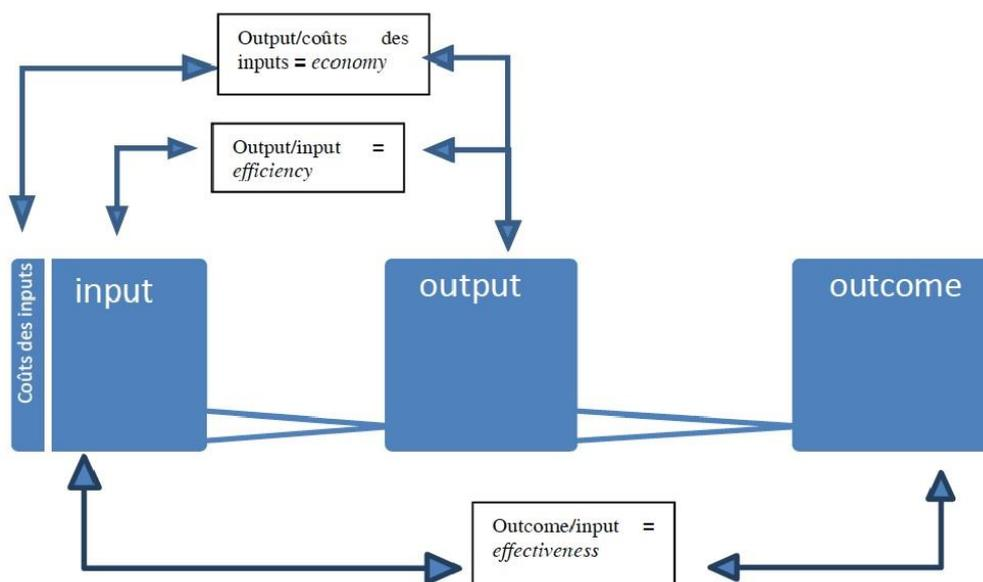 Output/coûts des
inputs = economy
Output/input =
efficiency
Coûts des inputs
input
output
outcome
Outcome/input =
effectiveness